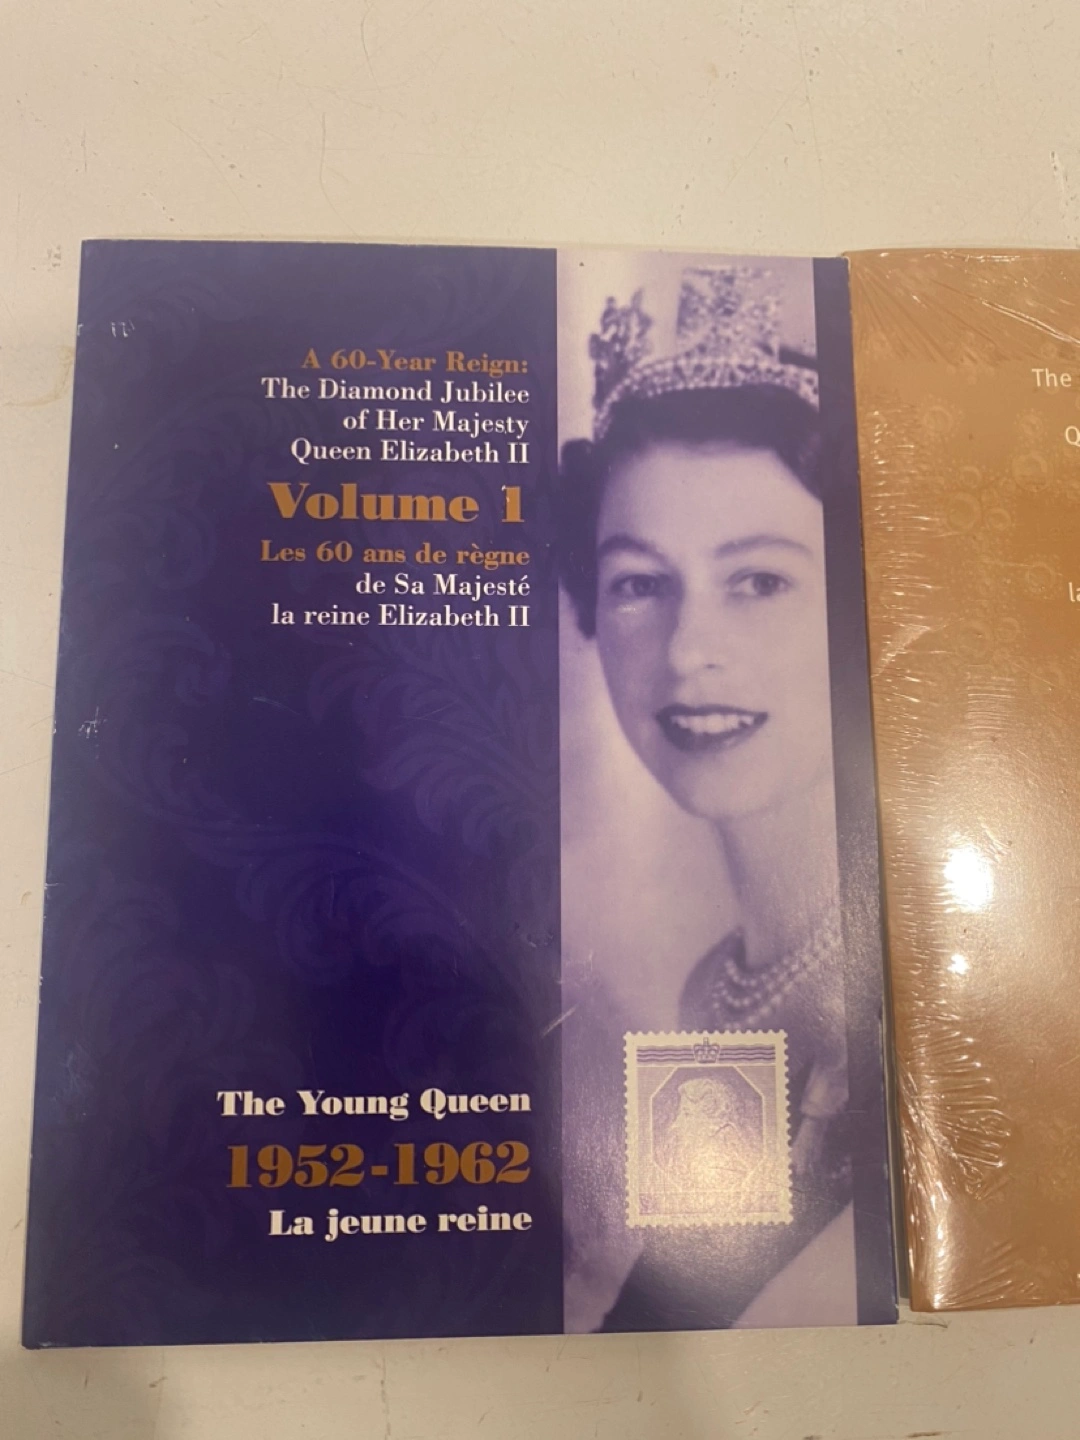 A 60-Year Reign:
The Diamond Jubilee
of Her Majesty
Queen Elizabeth II
Volume 1
Les 60 ans de règne
de Sa Majesté
la reine Elizabeth II
The Young Queen
1952-1962
La jeune reine
The
Q
la